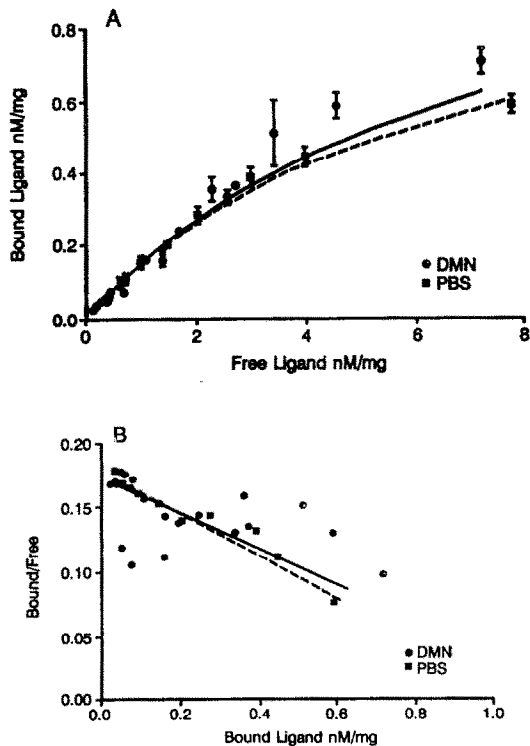 A
0.8
0.6
0.4
0.2
0.0
Bound Ligand nM/mg
DMN
PBS
0 2 4 6 8
Free Ligand nM/mg
B
0.20
0.15
0.10
0.05
0.00
Bound/Free
DMN
PBS
0.0 0.2 0.4 0.6 0.8 1.0
Bound Ligand nM/mg